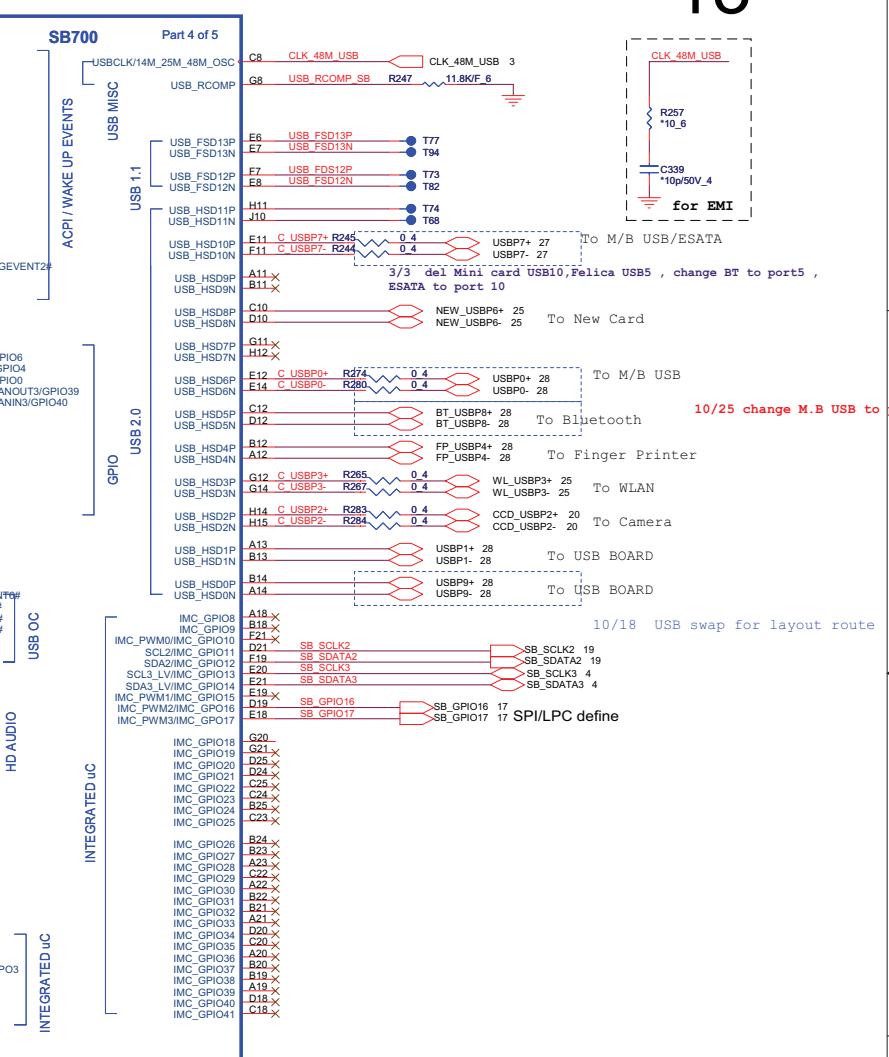 SB700 Part 4 of 5
USBCLK/14M_25M_48M_OSC C8 CLK_48M_USB CLK_48M_USB 3
USB_RCOMP G8 USB_RCOMP_SB R247 11.8K/F_6
USB MISC
CLK_48M_USB
R257
*10_6
C339
*10p/50V_4
for EMI
ACPI / WAKE UP EVENTS
USB 1.1
USB_FSD13P E6 USB_FSD13P T77
USB_FSD13N E7 USB_FSD13N T94
USB_FSD12P F7 USB_FDS12P T73
USB_FSD12N E8 USB_FSD12N T82
USB_HSD11P H11 T74
USB_HSD11N J10 T68
USB_HSD10P E11 C_USBP7+ R245 0_4 USBP7+ 27 To M/B USB/ESATA
USB_HSD10N F11 C_USBP7- R244 0_4 USBP7- 27
GEVENT2#
USB_HSD9P A11
USB_HSD9N B11
3/3 del Mini card USB10,Felica USB5 , change BT to port5 ,
ESATA to port 10
USB_HSD8P C10 NEW_USBP6+ 25
USB_HSD8N D10 NEW_USBP6- 25 To New Card
USB_HSD7P G11
USB_HSD7N H12
PIO6
GPIO4
PIO0
ANOUT3/GPIO39
ANIN3/GPIO40
USB_HSD6P E12 C_USBP0+ R274 0_4 USBP0+ 28 To M/B USB
USB_HSD6N E14 C_USBP0- R280 0_4 USBP0- 28
USB 2.0
GPIO
USB_HSD5P C12 BT_USBP8+ 28
USB_HSD5N D12 BT_USBP8- 28 To Bluetooth
10/25 change M.B USB to
USB_HSD4P B12 FP_USBP4+ 28
USB_HSD4N A12 FP_USBP4- 28 To Finger Printer
USB_HSD3P G12 C_USBP3+ R265 0_4 WL_USBP3+ 25
USB_HSD3N G14 C_USBP3- R267 0_4 WL_USBP3- 25 To WLAN
USB_HSD2P H14 C_USBP2+ R283 0_4 CCD_USBP2+ 20
USB_HSD2N H15 C_USBP2- R284 0_4 CCD_USBP2- 20 To Camera
USB_HSD1P A13 USBP1+ 28
USB_HSD1N B13 USBP1- 28 To USB BOARD
USB_HSD0P B14 USBP9+ 28
USB_HSD0N A14 USBP9- 28 To USB BOARD
USB OC
10/18 USB swap for layout route
IMC_GPIO8 A18
IMC_GPIO9 B18
IMC_PWM0/IMC_GPIO10 F21
SCL2/IMC_GPIO11 D21 SB_SCLK2 SB_SCLK2 19
SDA2/IMC_GPIO12 F19 SB_SDATA2 SB_SDATA2 19
SCL3_LV/IMC_GPIO13 E20 SB_SCLK3 SB_SCLK3 4
SDA3_LV/IMC_GPIO14 E21 SB_SDATA3 SB_SDATA3 4
IMC_PWM1/IMC_GPIO15 E19
IMC_PWM2/IMC_GPO16 D19 SB_GPIO16 SB_GPIO16 17
IMC_PWM3/IMC_GPO17 E18 SB_GPIO17 SB_GPIO17 17 SPI/LPC define
HD AUDIO
INTEGRATED uC
IMC_GPIO18 G20
IMC_GPIO19 G21
IMC_GPIO20 D25
IMC_GPIO21 D24
IMC_GPIO22 C25
IMC_GPIO23 C24
IMC_GPIO24 B25
IMC_GPIO25 C23
IMC_GPIO26 B24
IMC_GPIO27 B23
IMC_GPIO28 A23
IMC_GPIO29 C22
IMC_GPIO30 A22
IMC_GPIO31 B22
IMC_GPIO32 B21
IMC_GPIO33 A21
IMC_GPIO34 D20
IMC_GPIO35 C20
IMC_GPIO36 A20
IMC_GPIO37 B20
IMC_GPIO38 B19
IMC_GPIO39 A19
IMC_GPIO40 D18
IMC_GPIO41 C18
PO3
INTEGRATED uC